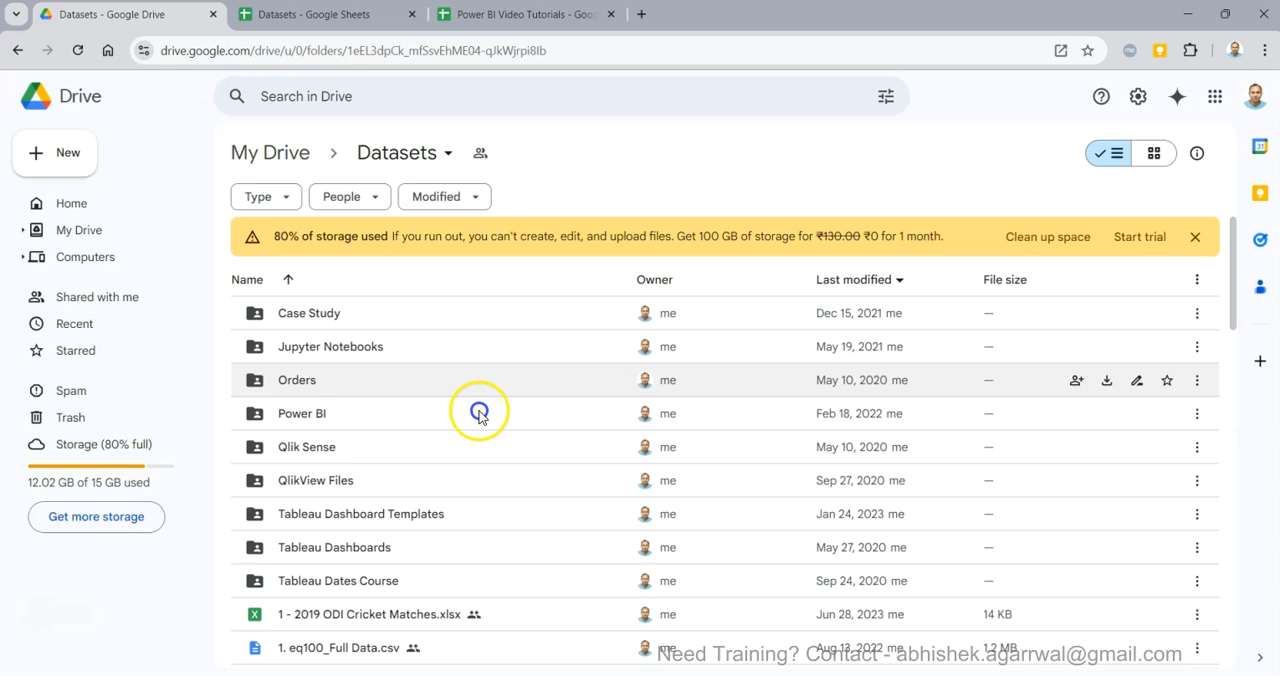 Datasets - Google Drive
Datasets - Google Sheets
Power BI Video Tutorials - Goo
drive.google.com/drive/u/0/folders/1eEL3dpCk_mfSsvEhME04-qJkWjrpi8Ib
Drive
Search in Drive
New
My Drive
Datasets
Home
My Drive
Computers
Shared with me
Recent
Starred
Spam
Trash
Storage (80% full)
12.02 GB of 15 GB used
Get more storage
Type
People
Modified
80% of storage used If you run out, you can't create, edit, and upload files. Get 100 GB of storage for ₹130.00 ₹0 for 1 month.
Clean up space
Start trial
Name Owner Last modified File size
Case Study me Dec 15, 2021 me —
Jupyter Notebooks me May 19, 2021 me —
Orders me May 10, 2020 me —
Power BI me Feb 18, 2022 me —
Qlik Sense me May 10, 2020 me —
QlikView Files me Sep 27, 2020 me —
Tableau Dashboard Templates me Jan 24, 2023 me —
Tableau Dashboards me May 27, 2020 me —
Tableau Dates Course me Sep 24, 2020 me —
1 - 2019 ODI Cricket Matches.xlsx me Jun 28, 2023 me 14 KB
1. eq100_Full Data.csv me Aug 13, 2022 me 1.2 MB
Need Training? Contact - abhishek.agarrwal@gmail.com